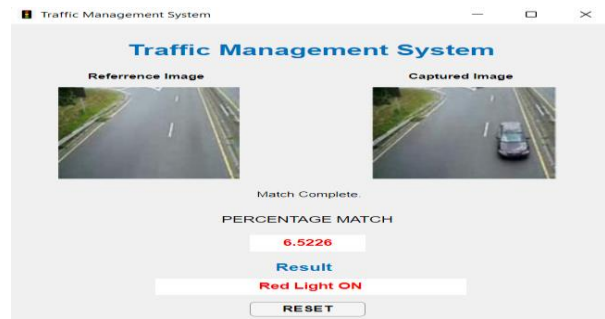 Traffic Management System
Traffic Management System
Referrence Image
Captured Image
Match Complete.
PERCENTAGE MATCH
6.5226
Result
Red Light ON
RESET